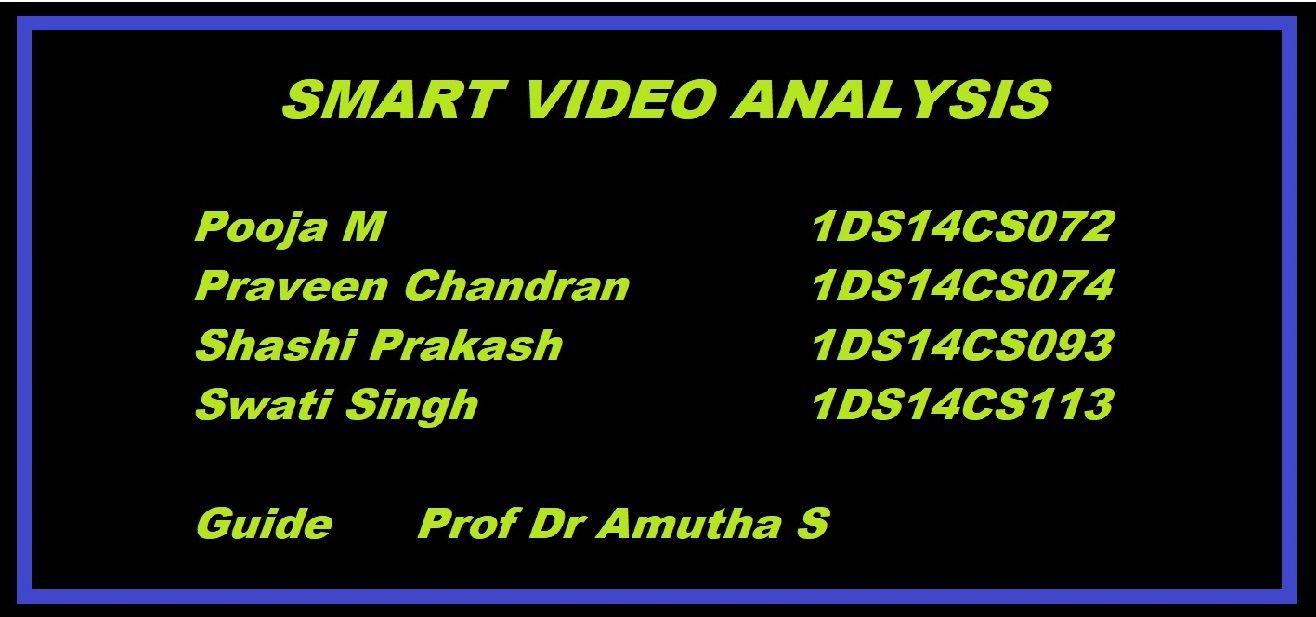 SMART VIDEO ANALYSIS
Pooja M 1DS14CS072
Praveen Chandran 1DS14CS074
Shashi Prakash 1DS14CS093
Swati Singh 1DS14CS113
Guide Prof Dr Amutha S